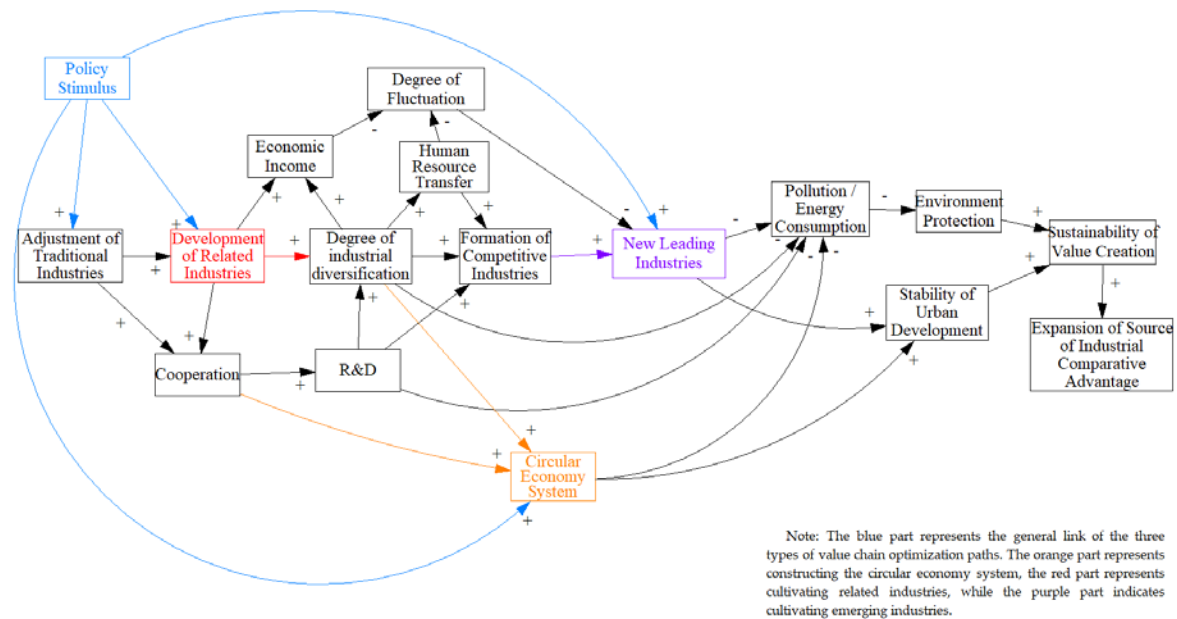 Policy
Stimulus
Degree of
Fluctuation
-
-
Economic
Income
Human
Resource
Transfer
+
+
+
+
Pollution /
Energy
Consumption
-
Environment
Protection
+
+
Adjustment of
Traditional
Industries
+
+
Development
of Related
Industries
+
Degree of
industrial
diversification
+
Formation of
Competitive
Industries
+
-
+
New Leading
Industries
-
-
-
-
+
Sustainability of
Value Creation
+
+
+
+
+
+
Stability of
Urban
Development
+
+
Expansion of Source
of Industrial
Comparative
Advantage
Cooperation
+
R&D
+
+
Circular
Economy
System
+
Note: The blue part represents the general link of the three
types of value chain optimization paths. The orange part represents
constructing the circular economy system, the red part represents
cultivating related industries, while the purple part indicates
cultivating emerging industries.